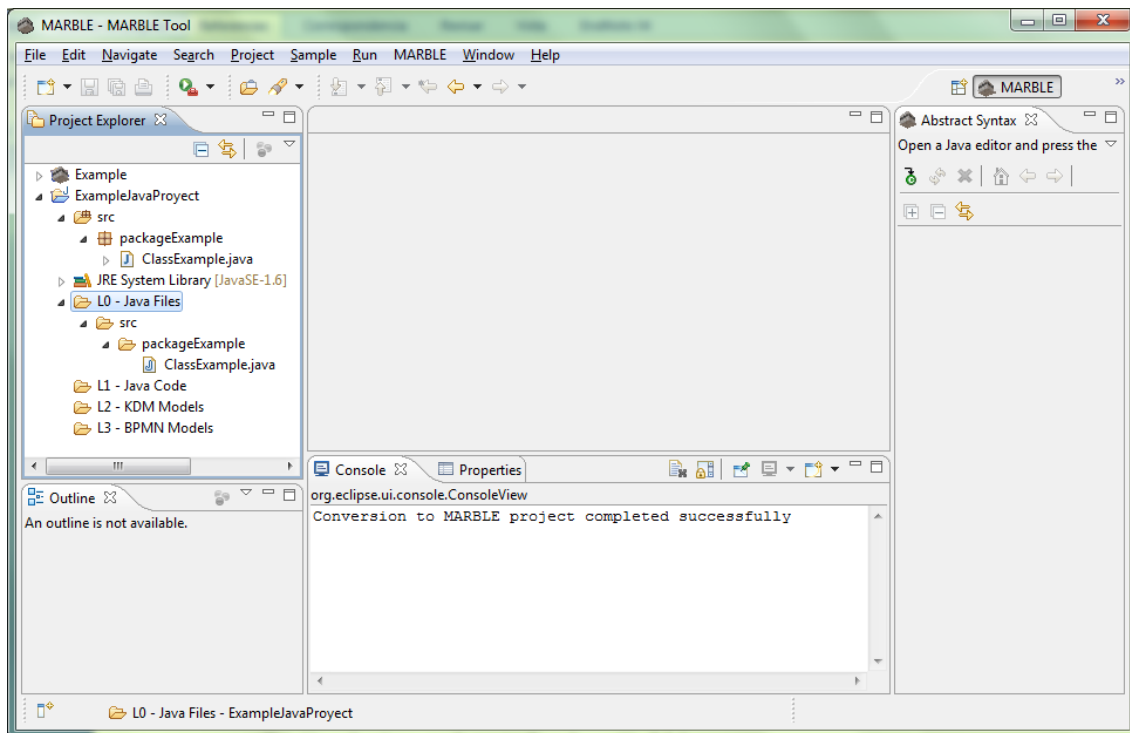 MARBLE - MARBLE Tool
File Edit Navigate Search Project Sample Run MARBLE Window Help
MARBLE
»
Project Explorer
Example
ExampleJavaProyect
src
packageExample
ClassExample.java
JRE System Library [JavaSE-1.6]
L0 - Java Files
src
packageExample
ClassExample.java
L1 - Java Code
L2 - KDM Models
L3 - BPMN Models
Outline
An outline is not available.
Console Properties
org.eclipse.ui.console.ConsoleView
Conversion to MARBLE project completed successfully
Abstract Syntax
Open a Java editor and press the
L0 - Java Files - ExampleJavaProyect